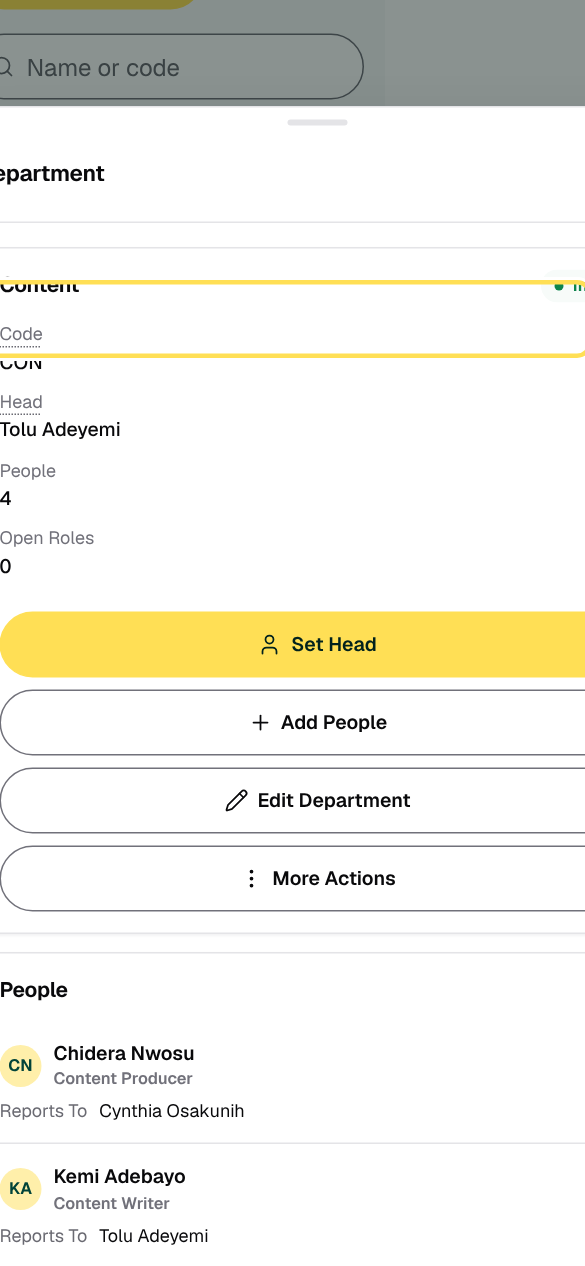 Name or code
epartment
Content
Code
CON
Head
Tolu Adeyemi
People
4
Open Roles
0
Set Head
Add People
Edit Department
More Actions
People
CN
Chidera Nwosu
Content Producer
Reports To Cynthia Osakunih
KA
Kemi Adebayo
Content Writer
Reports To Tolu Adeyemi